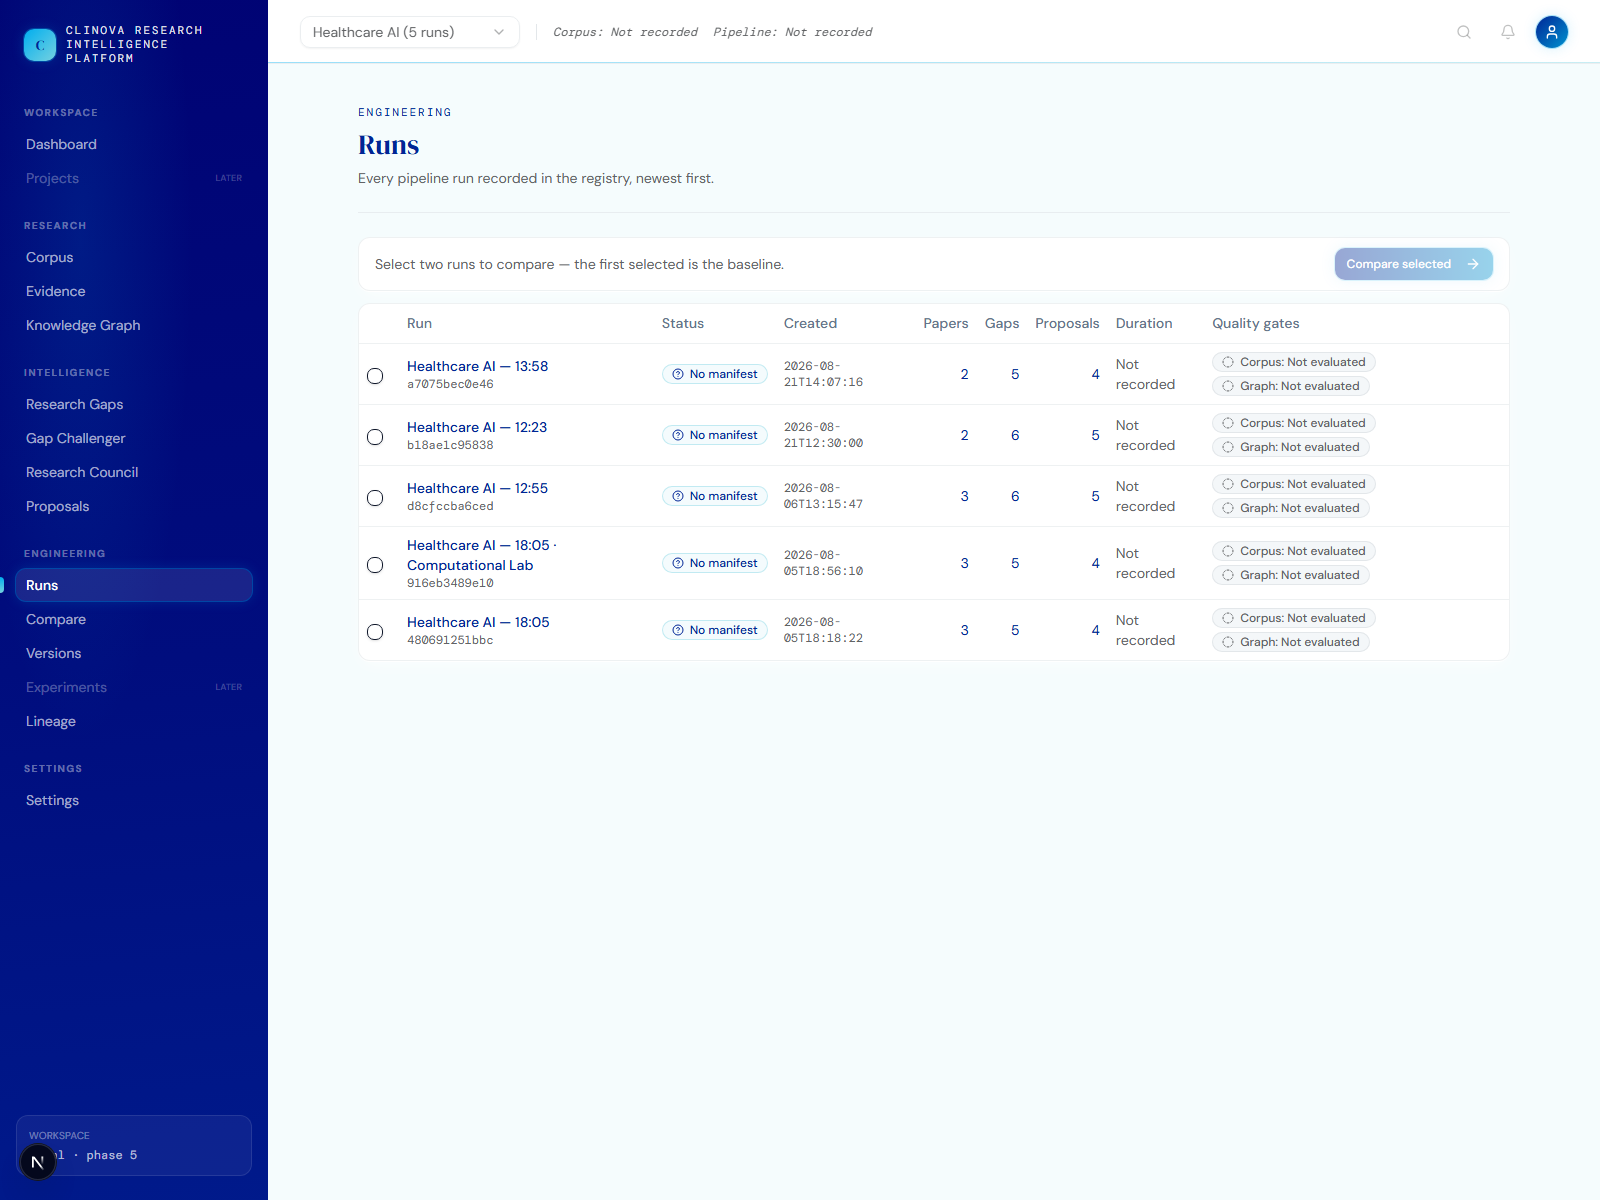 C
CLINOVA RESEARCH
INTELLIGENCE
PLATFORM
WORKSPACE
Dashboard
Projects LATER
RESEARCH
Corpus
Evidence
Knowledge Graph
INTELLIGENCE
Research Gaps
Gap Challenger
Research Council
Proposals
ENGINEERING
Runs
Compare
Versions
Experiments LATER
Lineage
SETTINGS
Settings
WORKSPACE
· phase 5
N
Healthcare AI (5 runs) Corpus: Not recorded Pipeline: Not recorded
ENGINEERING
Runs
Every pipeline run recorded in the registry, newest first.
Select two runs to compare — the first selected is the baseline. Compare selected
Run Status Created Papers Gaps Proposals Duration Quality gates
Healthcare AI — 13:58
a7075bec0e46
No manifest
2026-08-
21T14:07:16
2 5 4
Not
recorded
Corpus: Not evaluated
Graph: Not evaluated
Healthcare AI — 12:23
b18ae1c95838
No manifest
2026-08-
21T12:30:00
2 6 5
Not
recorded
Corpus: Not evaluated
Graph: Not evaluated
Healthcare AI — 12:55
d8cfccba6ced
No manifest
2026-08-
06T13:15:47
3 6 5
Not
recorded
Corpus: Not evaluated
Graph: Not evaluated
Healthcare AI — 18:05 ·
Computational Lab
916eb3489e10
No manifest
2026-08-
05T18:56:10
3 5 4
Not
recorded
Corpus: Not evaluated
Graph: Not evaluated
Healthcare AI — 18:05
480691251bbc
No manifest
2026-08-
05T18:18:22
3 5 4
Not
recorded
Corpus: Not evaluated
Graph: Not evaluated